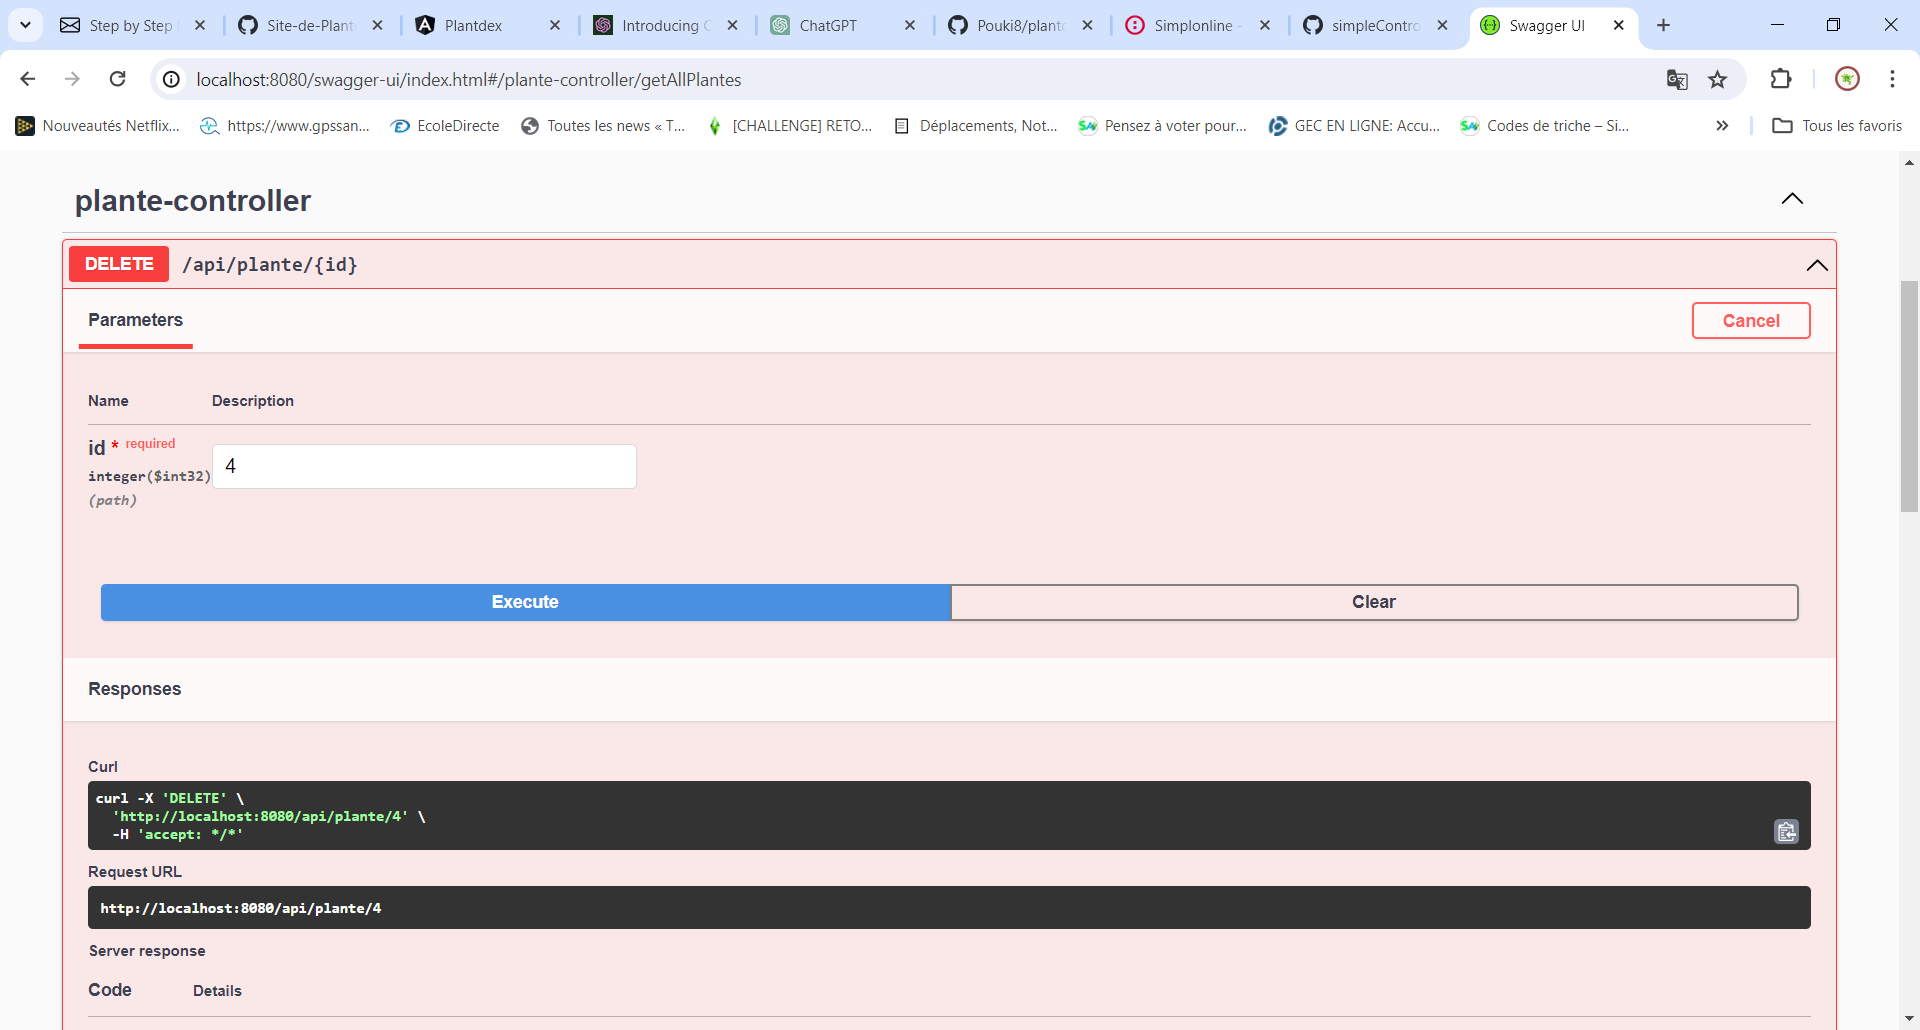 Step by Step
Site-de-Plant
Plantdex
Introducing C
ChatGPT
Pouki8/plant
Simplonline -
simpleContro
Swagger UI
localhost:8080/swagger-ui/index.html#/plante-controller/getAllPlantes
Nouveautés Netflix...
https://www.gpssan...
EcoleDirecte
Toutes les news « T...
[CHALLENGE] RETO...
Déplacements, Not...
Pensez à voter pour...
GEC EN LIGNE: Accu...
Codes de triche – Si...
Tous les favoris
plante-controller
DELETE /api/plante/{id}
Parameters
Cancel
Name Description
id * required
integer($int32)
(path)
4
Execute
Clear
Responses
Curl
curl -X 'DELETE' \
'http://localhost:8080/api/plante/4' \
-H 'accept: */*'
Request URL
http://localhost:8080/api/plante/4
Server response
Code Details